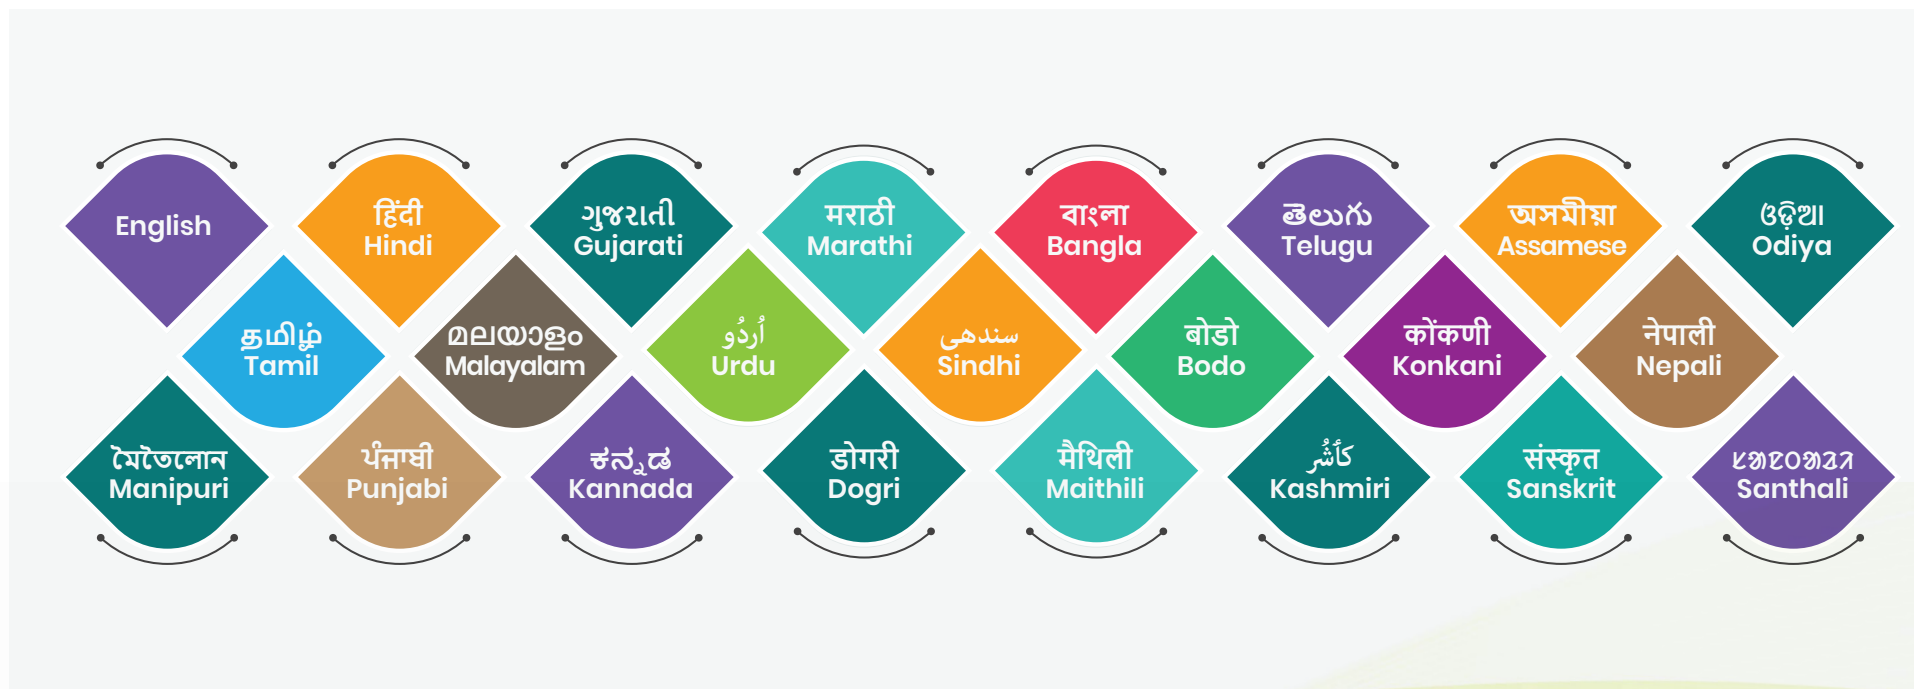 English
हिंदी
Hindi
ગુજરાતી
Gujarati
मराठी
Marathi
বাংলা
Bangla
తెలుగు
Telugu
অসমীয়া
Assamese
ଓଡ଼ିଆ
Odiya
தமிழ்
Tamil
മലയാളം
Malayalam
اُردُو
Urdu
سندھی
Sindhi
बोडो
Bodo
कोंकणी
Konkani
नेपाली
Nepali
মৈতৈলোন
Manipuri
ਪੰਜਾਬੀ
Punjabi
ಕನ್ನಡ
Kannada
डोगरी
Dogri
मैथिली
Maithili
کٲشُر
Kashmiri
संस्कृत
Sanskrit
Santhali